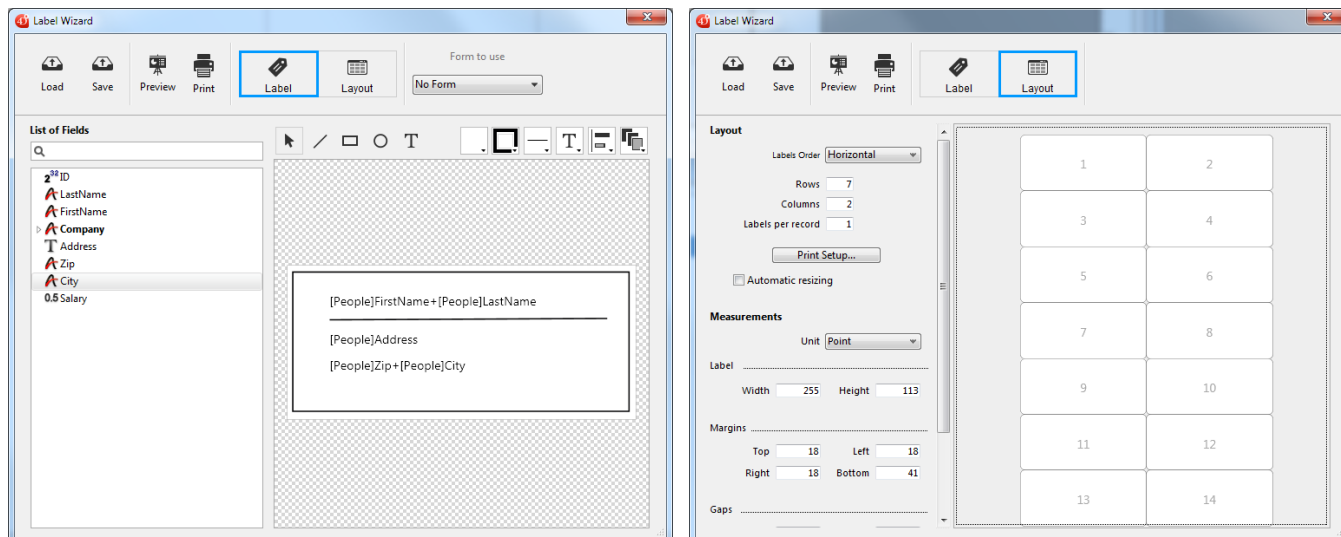 Label Wizard
Load Save Preview Print Label Layout
Form to use
No Form
List of Fields
T T
2³² ID
A LastName
A FirstName
A Company
T Address
A Zip
A City
0.5 Salary
[People]FirstName+[People]LastName
[People]Address
[People]Zip+[People]City
Label Wizard
Load Save Preview Print Label Layout
Layout
Labels Order Horizontal
Rows 7
Columns 2
Labels per record 1
Print Setup...
Automatic resizing
Measurements
Unit Point
Label
Width 255 Height 113
Margins
Top 18 Left 18
Right 18 Bottom 41
Gaps
1 2
3 4
5 6
7 8
9 10
11 12
13 14